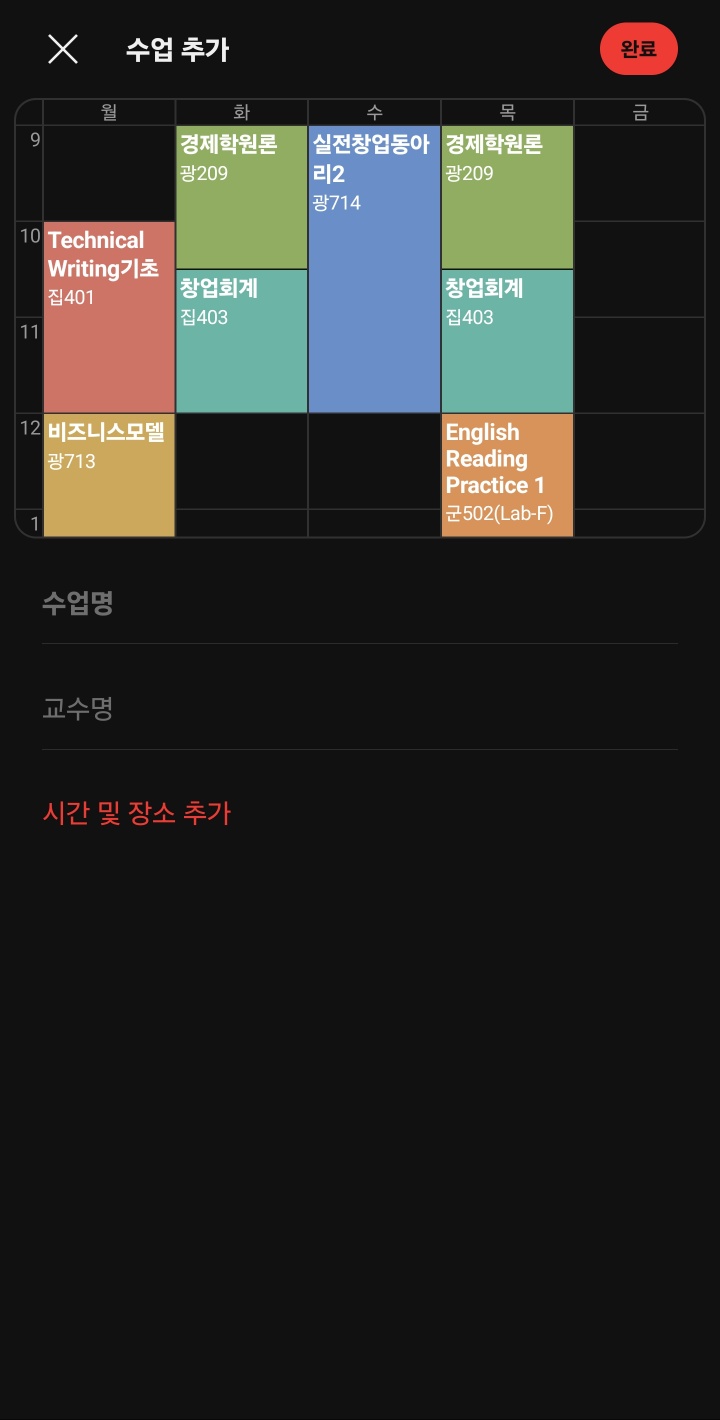 수업 추가
완료
월 화 수 목 금
9
10
11
12
1
Technical
Writing기초
집401
비즈니스모델
광713
경제학원론
광209
창업회계
집403
실전창업동아
리2
광714
경제학원론
광209
창업회계
집403
English
Reading
Practice 1
군502(Lab-F)
수업명
교수명
시간 및 장소 추가